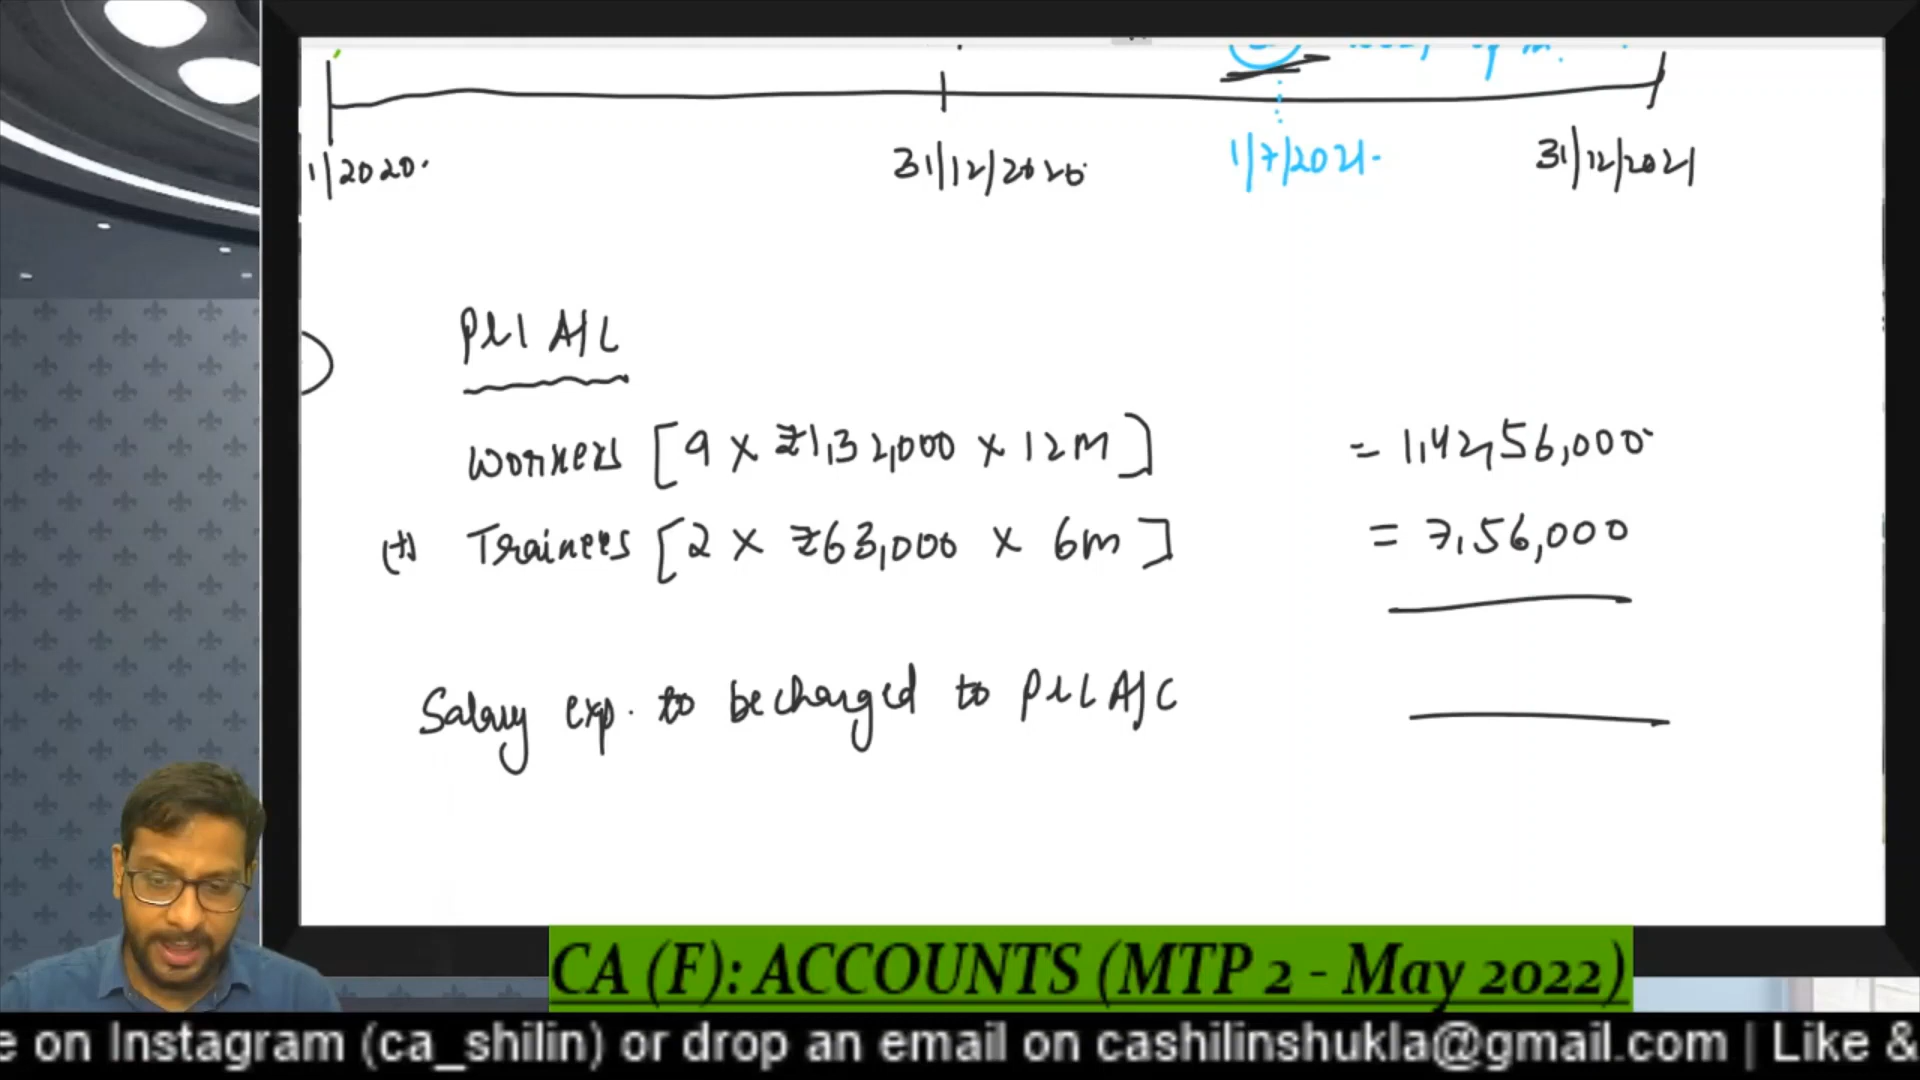 1/2020.
31/12/2020
1/7/2021.
31/12/2021
P&L A/C
Workers [9 x ₹1,32,000 x 12m] = 1,42,56,000
(+) Trainees [2 x ₹63,000 x 6m] = 7,56,000
Salary exp. to be charged to P&L A/C
CA (F): ACCOUNTS (MTP 2 - May 2022)
e on Instagram (ca_shilin) or drop an email on cashilinshukla@gmail.com | Like &